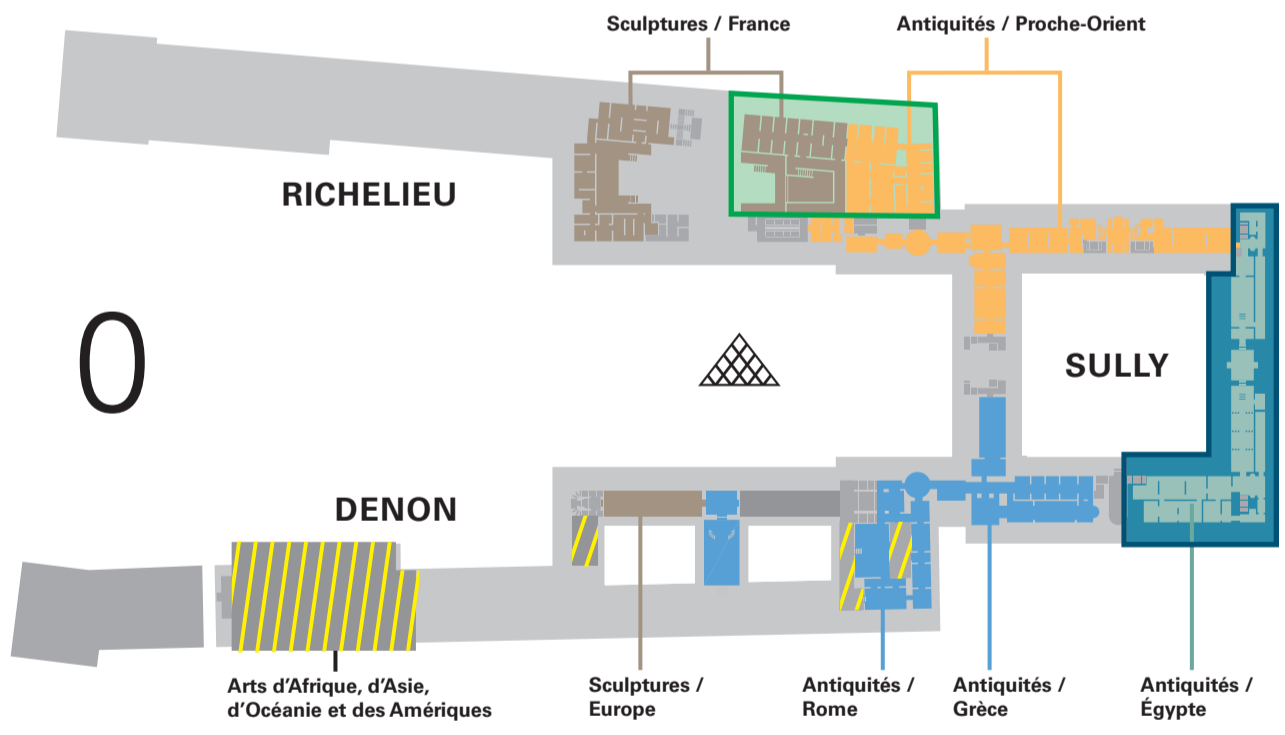 Sculptures / France
Antiquités / Proche-Orient
RICHELIEU
0
SULLY
DENON
Arts d’Afrique, d’Asie,
d’Océanie et des Amériques
Sculptures /
Europe
Antiquités /
Rome
Antiquités /
Grèce
Antiquités /
Égypte